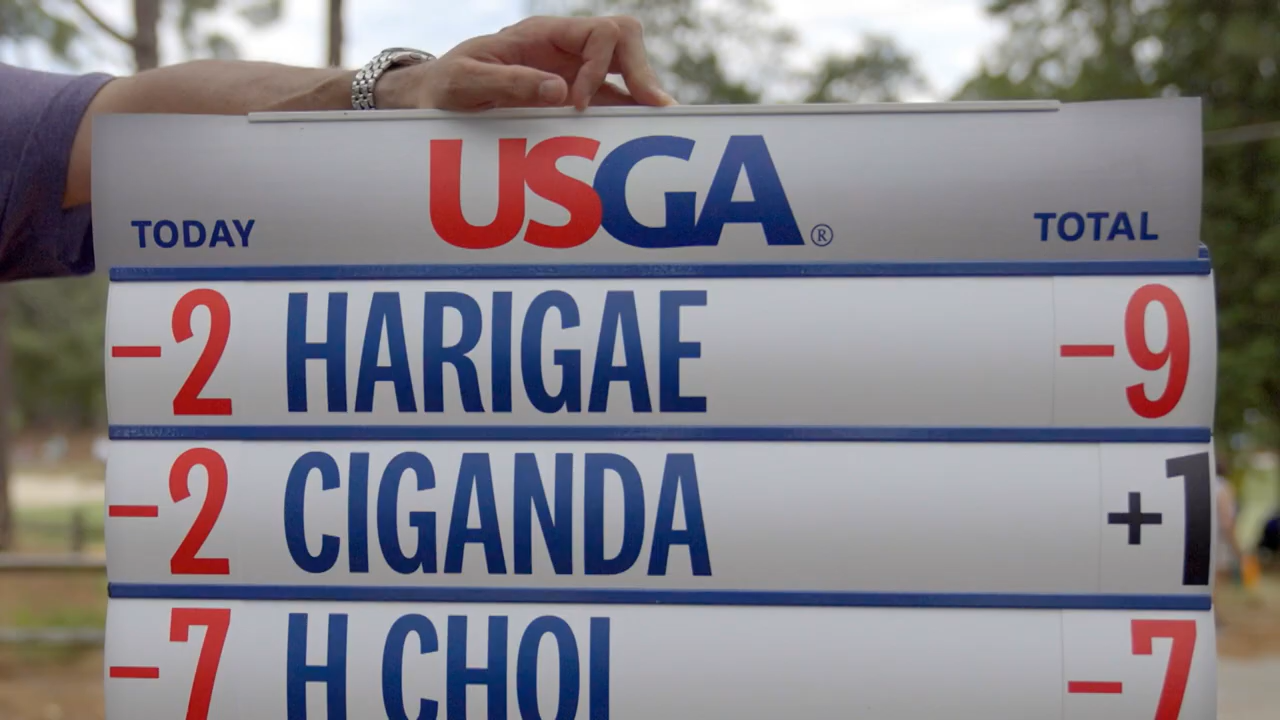 USGA®
TODAY TOTAL
-2 HARIGAE -9
-2 CIGANDA +1
-7 H CHOI -7